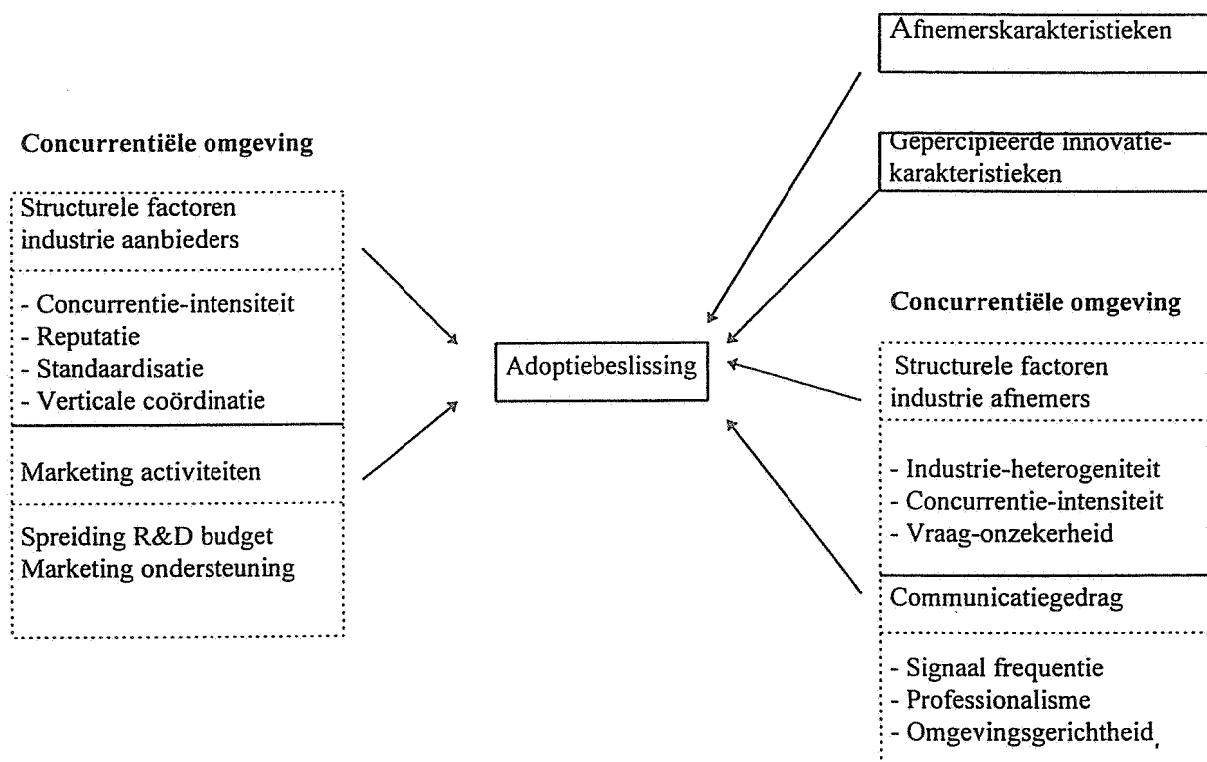 Concurrentiële omgeving
Structurele factoren
industrie aanbieders
- Concurrentie-intensiteit
- Reputatie
- Standaardisatie
- Verticale coördinatie
Marketing activiteiten
Spreiding R&D budget
Marketing ondersteuning
Adoptiebeslissing
Afnemerskarakteristieken
Gepercipieerde innovatie-
karakteristieken
Concurrentiële omgeving
Structurele factoren
industrie afnemers
- Industrie-heterogeniteit
- Concurrentie-intensiteit
- Vraag-onzekerheid
Communicatiegedrag
- Signaal frequentie
- Professionalisme
- Omgevingsgerichtheid